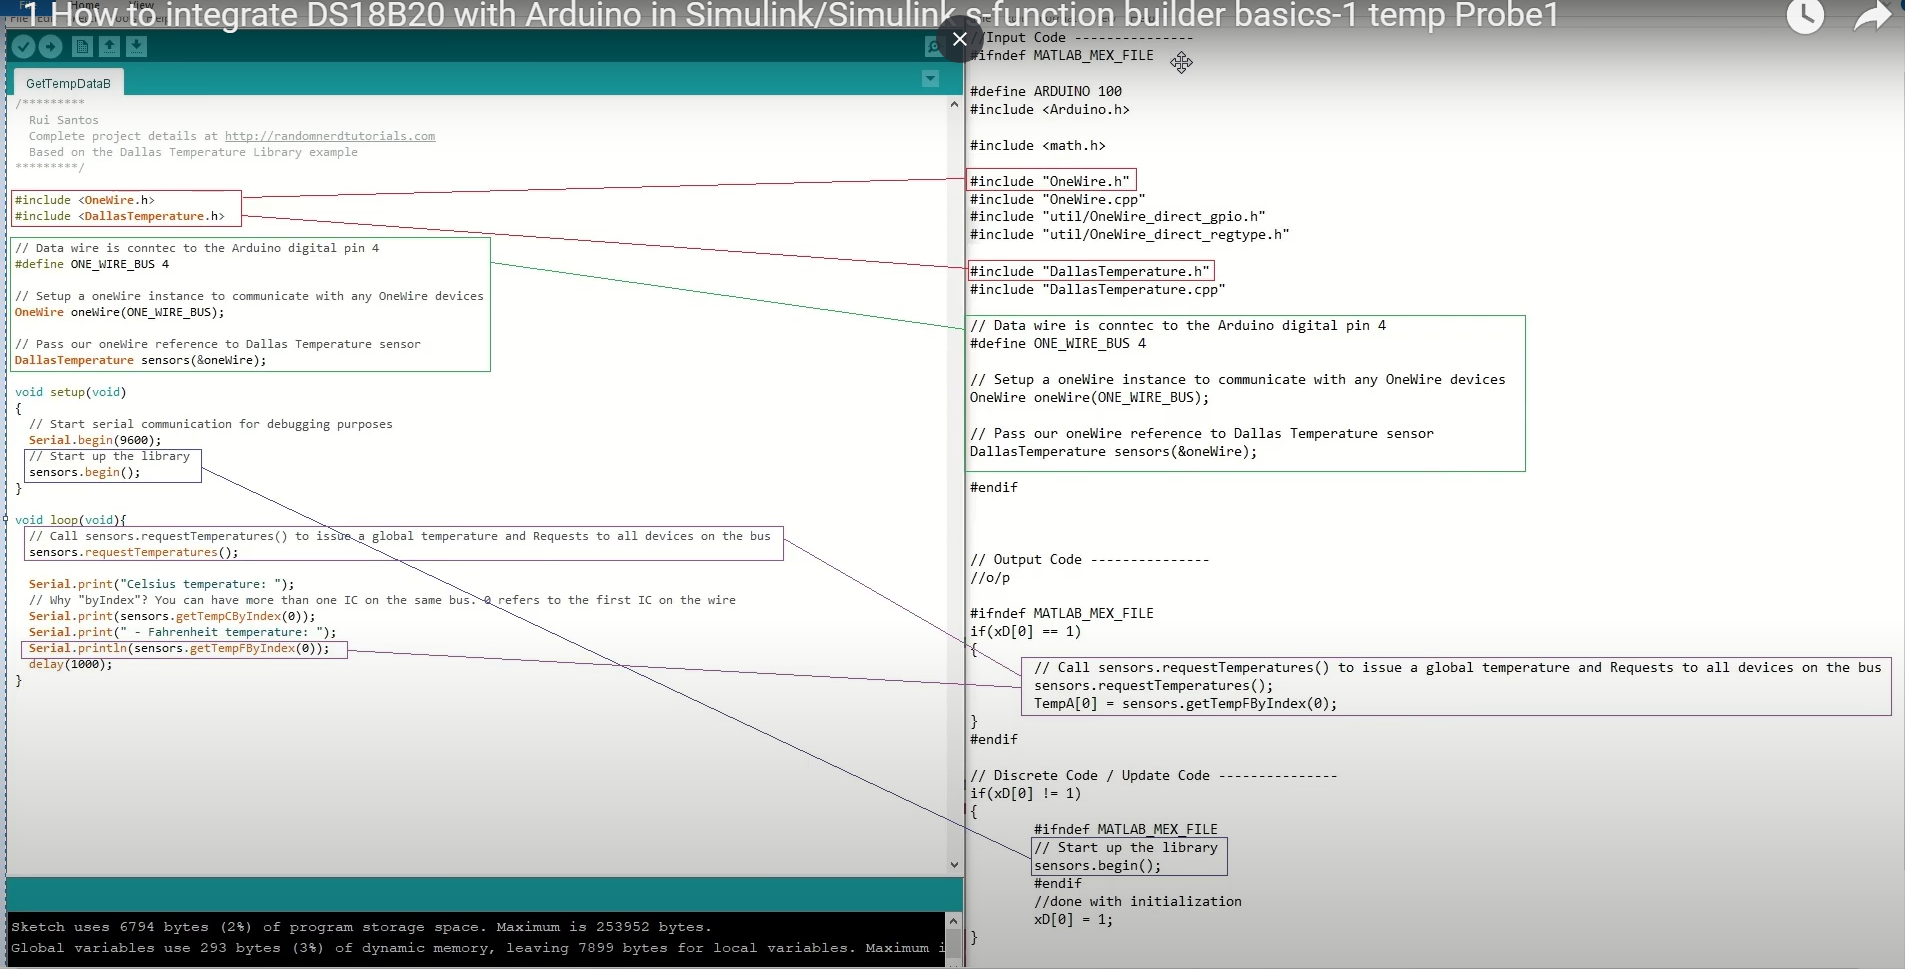 1 How to integrate DS18B20 with Arduino in Simulink/Simulink s-function builder basics-1 temp Probe1
Home
View
GetTempDataB
/*********
Rui Santos
Complete project details at http://randomnerdtutorials.com
Based on the Dallas Temperature Library example
*********/
#include <OneWire.h>
#include <DallasTemperature.h>
// Data wire is conntec to the Arduino digital pin 4
#define ONE_WIRE_BUS 4
// Setup a oneWire instance to communicate with any OneWire devices
OneWire oneWire(ONE_WIRE_BUS);
// Pass our oneWire reference to Dallas Temperature sensor
DallasTemperature sensors(&oneWire);
void setup(void)
{
// Start serial communication for debugging purposes
Serial.begin(9600);
// Start up the library
sensors.begin();
}
void loop(void){
// Call sensors.requestTemperatures() to issue a global temperature and Requests to all devices on the bus
sensors.requestTemperatures();
Serial.print("Celsius temperature: ");
// Why "byIndex"? You can have more than one IC on the same bus. 0 refers to the first IC on the wire
Serial.print(sensors.getTempCByIndex(0));
Serial.print(" - Fahrenheit temperature: ");
Serial.println(sensors.getTempFByIndex(0));
delay(1000);
}
Sketch uses 6794 bytes (2%) of program storage space. Maximum is 253952 bytes.
Global variables use 293 bytes (3%) of dynamic memory, leaving 7899 bytes for local variables. Maximum i
//Input Code ---------------
#ifndef MATLAB_MEX_FILE
#define ARDUINO 100
#include <Arduino.h>
#include <math.h>
#include "OneWire.h"
#include "OneWire.cpp"
#include "util/OneWire_direct_gpio.h"
#include "util/OneWire_direct_regtype.h"
#include "DallasTemperature.h"
#include "DallasTemperature.cpp"
// Data wire is conntec to the Arduino digital pin 4
#define ONE_WIRE_BUS 4
// Setup a oneWire instance to communicate with any OneWire devices
OneWire oneWire(ONE_WIRE_BUS);
// Pass our oneWire reference to Dallas Temperature sensor
DallasTemperature sensors(&oneWire);
#endif
// Output Code ---------------
//o/p
#ifndef MATLAB_MEX_FILE
if(xD[0] == 1)
{
// Call sensors.requestTemperatures() to issue a global temperature and Requests to all devices on the bus
sensors.requestTemperatures();
TempA[0] = sensors.getTempFByIndex(0);
}
#endif
// Discrete Code / Update Code ---------------
if(xD[0] != 1)
{
#ifndef MATLAB_MEX_FILE
// Start up the library
sensors.begin();
#endif
//done with initialization
xD[0] = 1;
}